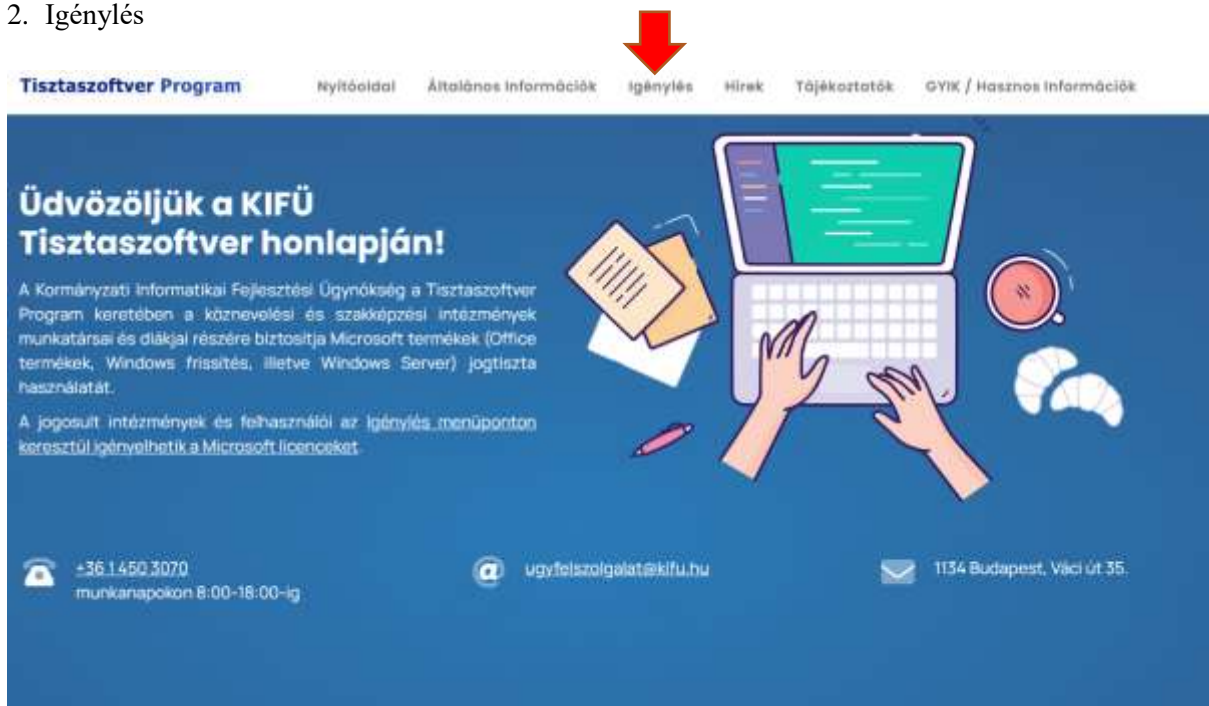 2. Igénylés
Tisztaszoftver Program Nyitóoldal Általános Információk Igénylés Hírek Tájékoztatók GYIK / Hasznos Információk
Üdvözöljük a KIFÜ
Tisztaszoftver honlapján!
A Kormányzati Informatikai Fejlesztési Ügynökség a Tisztaszoftver
Program keretében a köznevelési és szakképzési intézmények
munkatársai és diákjai részére biztosítja Microsoft termékek (Office
termékek, Windows frissítés, illetve Windows Server) jogtiszta
használatát.
A jogosult intézmények és felhasználói az Igénylés menüponton
keresztül igényelhetik a Microsoft licenceket.
+36 1 450 3070
munkanapokon 8:00-18:00-ig
@ ugyfelszolgalat@kifu.hu
1134 Budapest, Váci út 35.